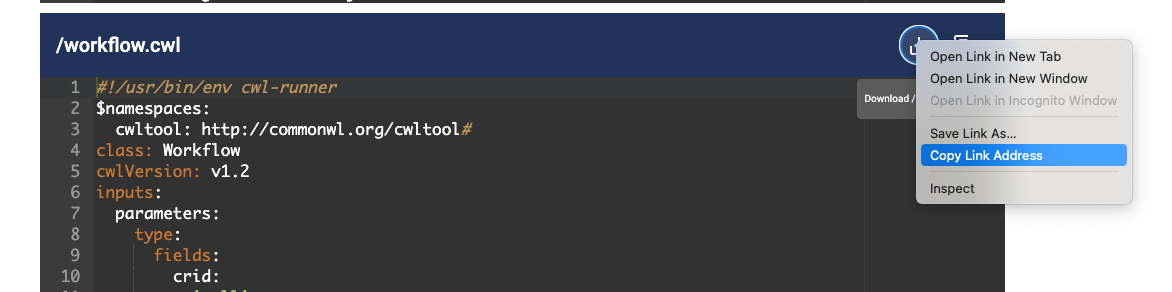 /workflow.cwl
Open Link in New Tab
Open Link in New Window
Open Link in Incognito Window
Save Link As...
Copy Link Address
Inspect
Download /
1 #!/usr/bin/env cwl-runner
2 $namespaces:
3 cwltool: http://commonwl.org/cwltool#
4 class: Workflow
5 cwlVersion: v1.2
6 inputs:
7 parameters:
8 type:
9 fields:
10 crid: